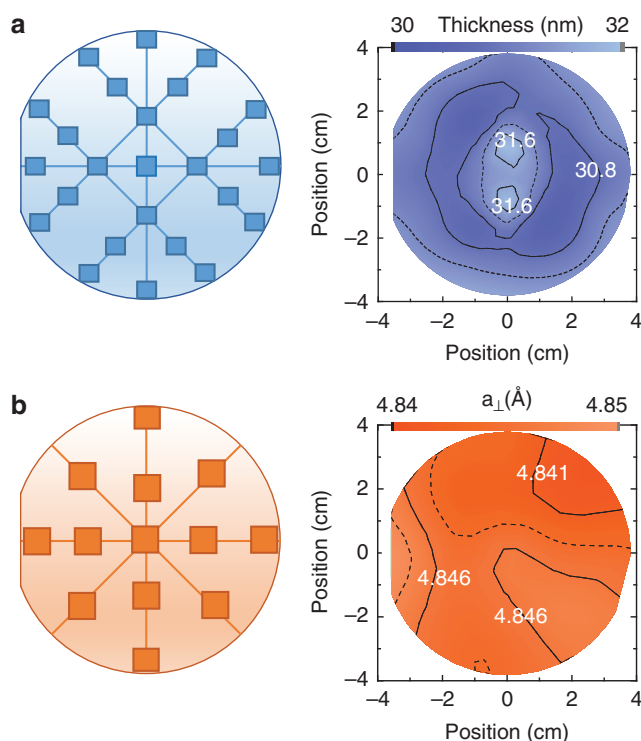 a
30 Thickness (nm) 32
4
2
0
−2
−4
Position (cm)
31.6
30.8
31.6
−4 −2 0 2 4
Position (cm)
b
a⊥(Å)
4.84 4.85
4
2
0
−2
−4
Position (cm)
4.841
4.846
4.846
−4 −2 0 2 4
Position (cm)